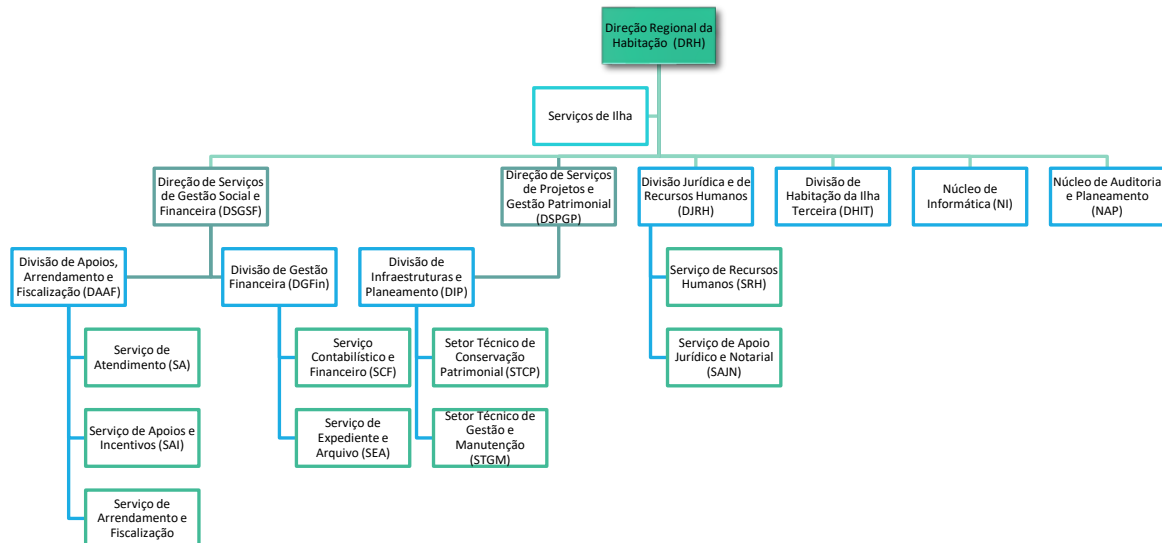 Direção Regional da
Habitação (DRH)
Serviços de Ilha
Direção de Serviços
de Gestão Social e
Financeira (DSGSF)
Direção de Serviços
de Projetos e
Gestão Patrimonial
(DSPGP)
Divisão Jurídica e de
Recursos Humanos
(DJRH)
Divisão de
Habitação da Ilha
Terceira (DHIT)
Núcleo de
Informática (NI)
Núcleo de Auditoria
e Planeamento
(NAP)
Divisão de Apoios,
Arrendamento e
Fiscalização (DAAF)
Divisão de Gestão
Financeira (DGFin)
Divisão de
Infraestruturas e
Planeamento (DIP)
Serviço de Recursos
Humanos (SRH)
Serviço de
Atendimento (SA)
Serviço
Contabilístico e
Financeiro (SCF)
Setor Técnico de
Conservação
Patrimonial (STCP)
Serviço de Apoio
Jurídico e Notarial
(SAJN)
Serviço de Apoios e
Incentivos (SAI)
Serviço de
Expediente e
Arquivo (SEA)
Setor Técnico de
Gestão e
Manutenção
(STGM)
Serviço de
Arrendamento e
Fiscalização